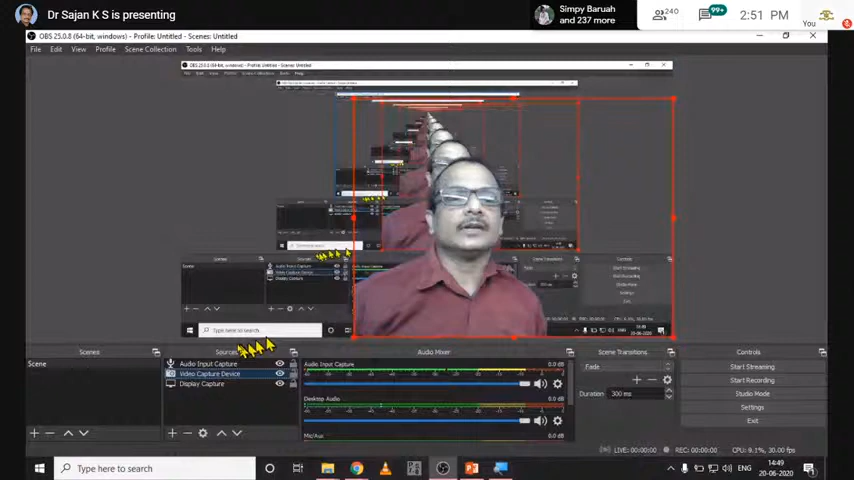 Dr Sajan K S is presenting
Simpy Baruah
and 237 more
240
99+
2:51 PM
You
OBS 25.0.8 (64-bit, windows) - Profile: Untitled - Scenes: Untitled
File Edit View Profile Scene Collection Tools Help
Type here to search
Scenes Sources Audio Mixer Scene Transitions Controls
Scene
Audio Input Capture
Video Capture Device
Display Capture
Audio Input Capture 0.0 dB
Desktop Audio 0.0 dB
Mic/Aux
Fade
Duration 300 ms
Start Streaming
Start Recording
Studio Mode
Settings
Exit
LIVE: 00:00:00 REC: 00:00:00 CPU: 9.1%, 30.00 fps
Type here to search
ENG
14:49
20-06-2020